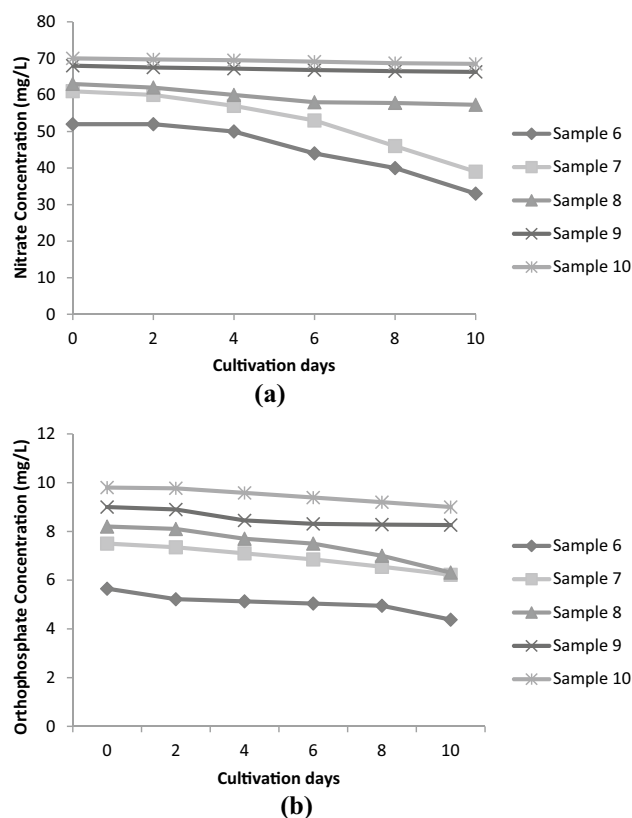 80
70
60
50
40
30
20
10
0
Nitrate Concentration (mg/L)
0 2 4 6 8 10
Cultivation days
Sample 6
Sample 7
Sample 8
Sample 9
Sample 10
(a)
12
10
8
6
4
2
0
Orthophosphate Concentration (mg/L)
0 2 4 6 8 10
Cultivation days
Sample 6
Sample 7
Sample 8
Sample 9
Sample 10
(b)